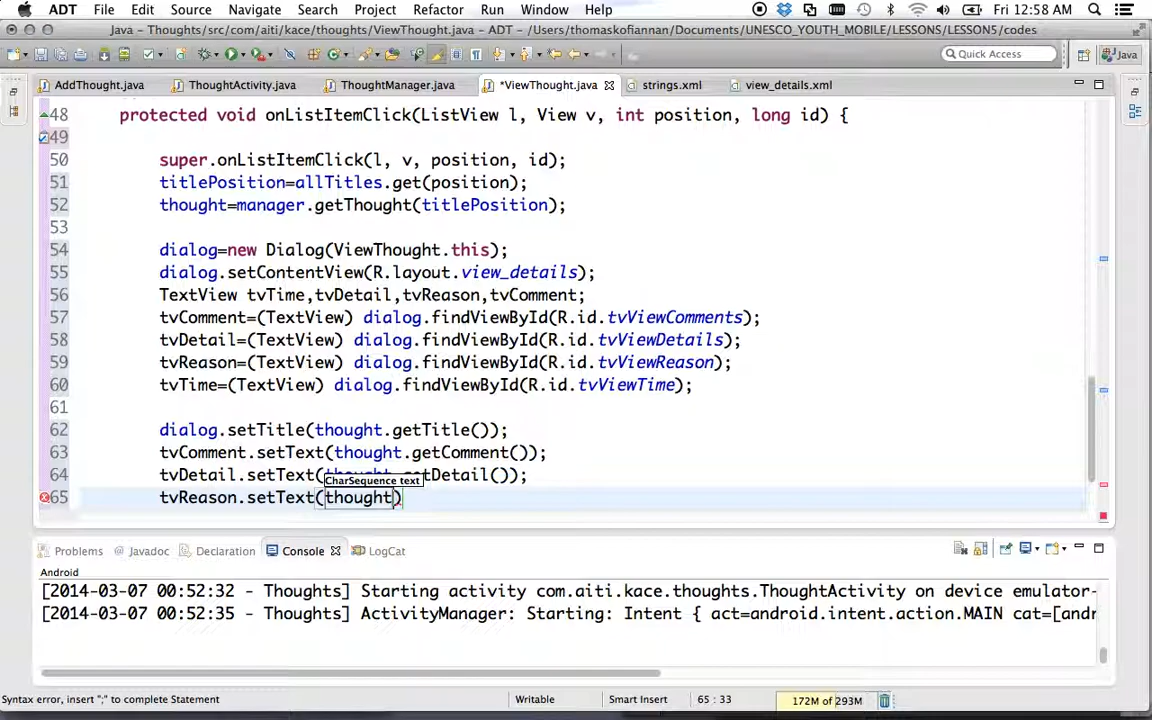 ADT File Edit Source Navigate Search Project Refactor Run Window Help Fri 12:58 AM
Java – Thoughts/src/com/aiti/kace/thoughts/ViewThought.java – ADT – /Users/thomaskofiannan/Documents/UNESCO_YOUTH_MOBILE/LESSONS/LESSON5/codes
Quick Access Java
AddThought.java ThoughtActivity.java ThoughtManager.java *ViewThought.java strings.xml view_details.xml
48 protected void onListItemClick(ListView l, View v, int position, long id) {
49
50 super.onListItemClick(l, v, position, id);
51 titlePosition=allTitles.get(position);
52 thought=manager.getThought(titlePosition);
53
54 dialog=new Dialog(ViewThought.this);
55 dialog.setContentView(R.layout.view_details);
56 TextView tvTime,tvDetail,tvReason,tvComment;
57 tvComment=(TextView) dialog.findViewById(R.id.tvViewComments);
58 tvDetail=(TextView) dialog.findViewById(R.id.tvViewDetails);
59 tvReason=(TextView) dialog.findViewById(R.id.tvViewReason);
60 tvTime=(TextView) dialog.findViewById(R.id.tvViewTime);
61
62 dialog.setTitle(thought.getTitle());
63 tvComment.setText(thought.getComment());
64 tvDetail.setText(thought.getDetail());
CharSequence text
65 tvReason.setText(thought)
Problems Javadoc Declaration Console LogCat
Android
[2014-03-07 00:52:32 - Thoughts] Starting activity com.aiti.kace.thoughts.ThoughtActivity on device emulator-
[2014-03-07 00:52:35 - Thoughts] ActivityManager: Starting: Intent { act=android.intent.action.MAIN cat=[andr
Syntax error, insert ";" to complete Statement Writable Smart Insert 65 : 33 172M of 293M